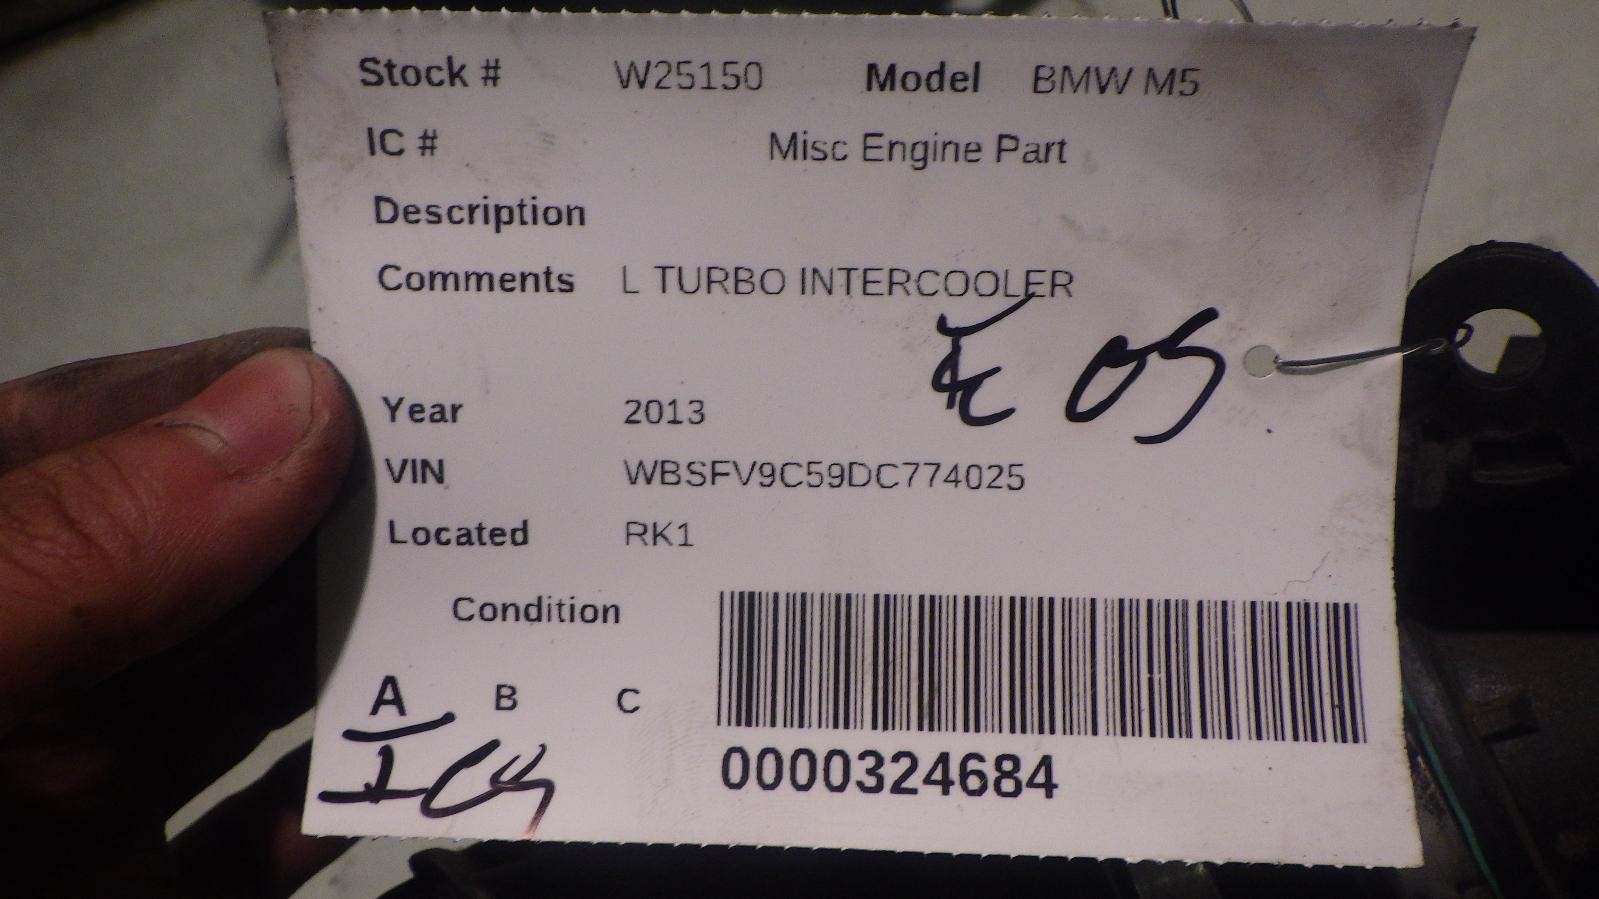 Stock # W25150 Model BMW M5
IC # Misc Engine Part
Description
Comments L TURBO INTERCOOLER
Year 2013
VIN WBSFV9C59DC774025
Located RK1
Condition
A B C
0000324684